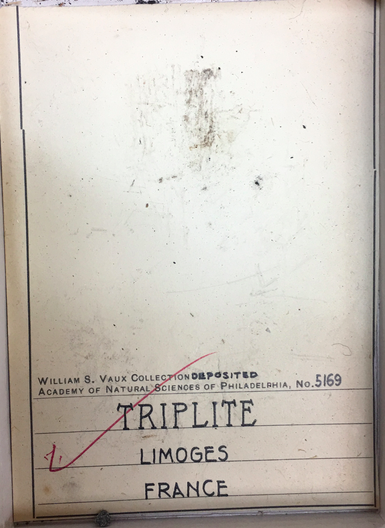 WILLIAM S. VAUX COLLECTION DEPOSITED
ACADEMY OF NATURAL SCIENCES OF PHILADELPHIA, NO. 5169
TRIPLITE
LIMOGES
FRANCE